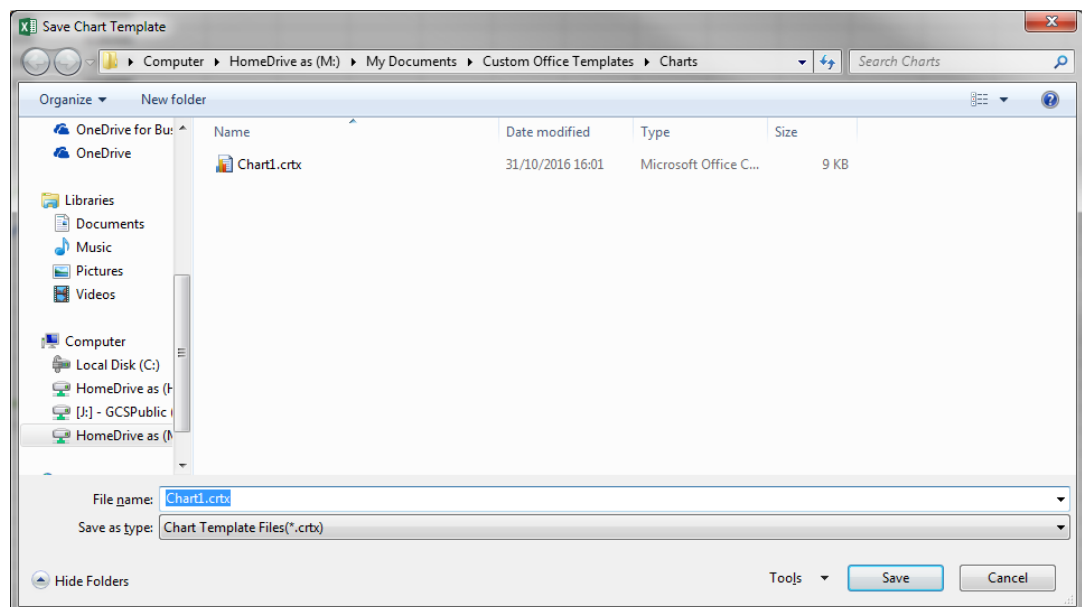 Save Chart Template
Computer HomeDrive as (M:) My Documents Custom Office Templates Charts Search Charts
Organize New folder
OneDrive for Bus
OneDrive
Libraries
Documents
Music
Pictures
Videos
Computer
Local Disk (C:)
HomeDrive as (H
[J:] - GCSPublic (
HomeDrive as (M
Name Date modified Type Size
Chart1.crtx 31/10/2016 16:01 Microsoft Office C... 9 KB
File name: Chart1.crtx
Save as type: Chart Template Files(*.crtx)
Hide Folders Tools Save Cancel